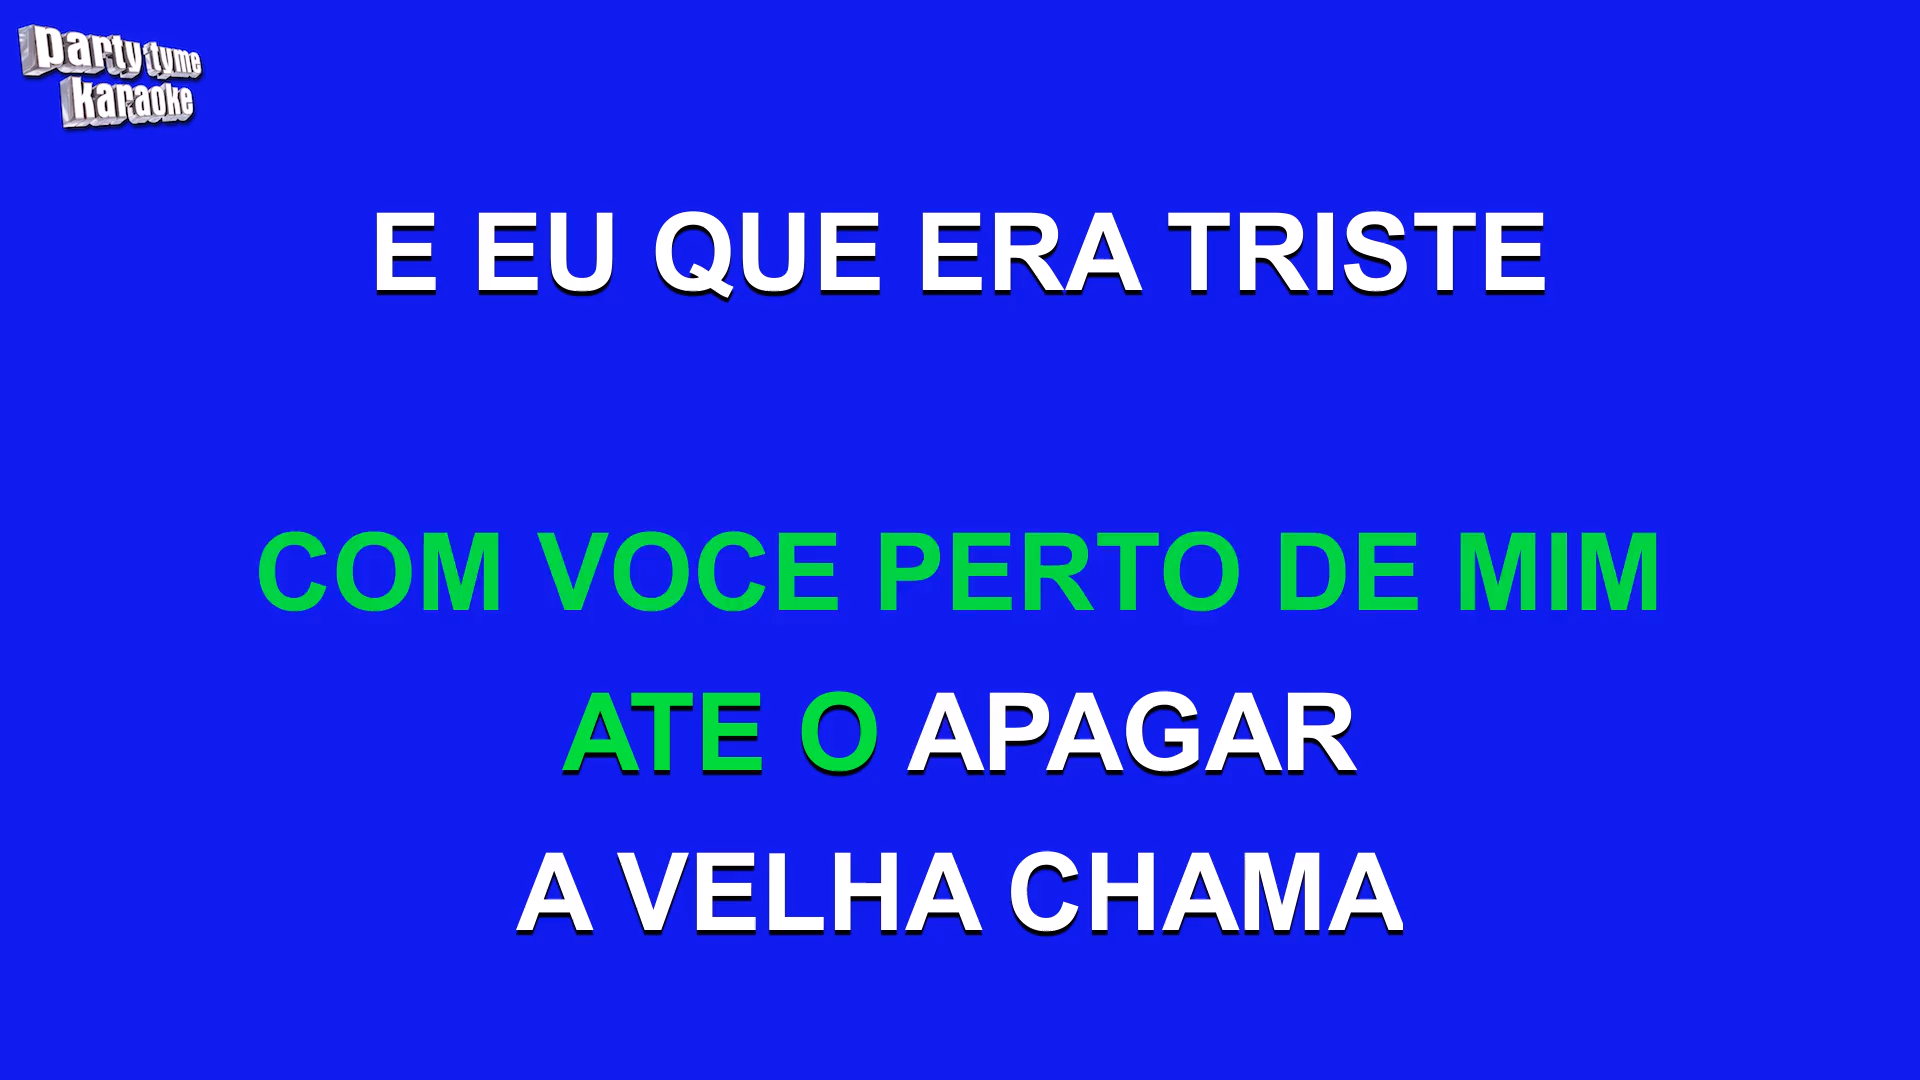 party tyme
karaoke
E EU QUE ERA TRISTE
COM VOCE PERTO DE MIM
ATE O APAGAR
A VELHA CHAMA